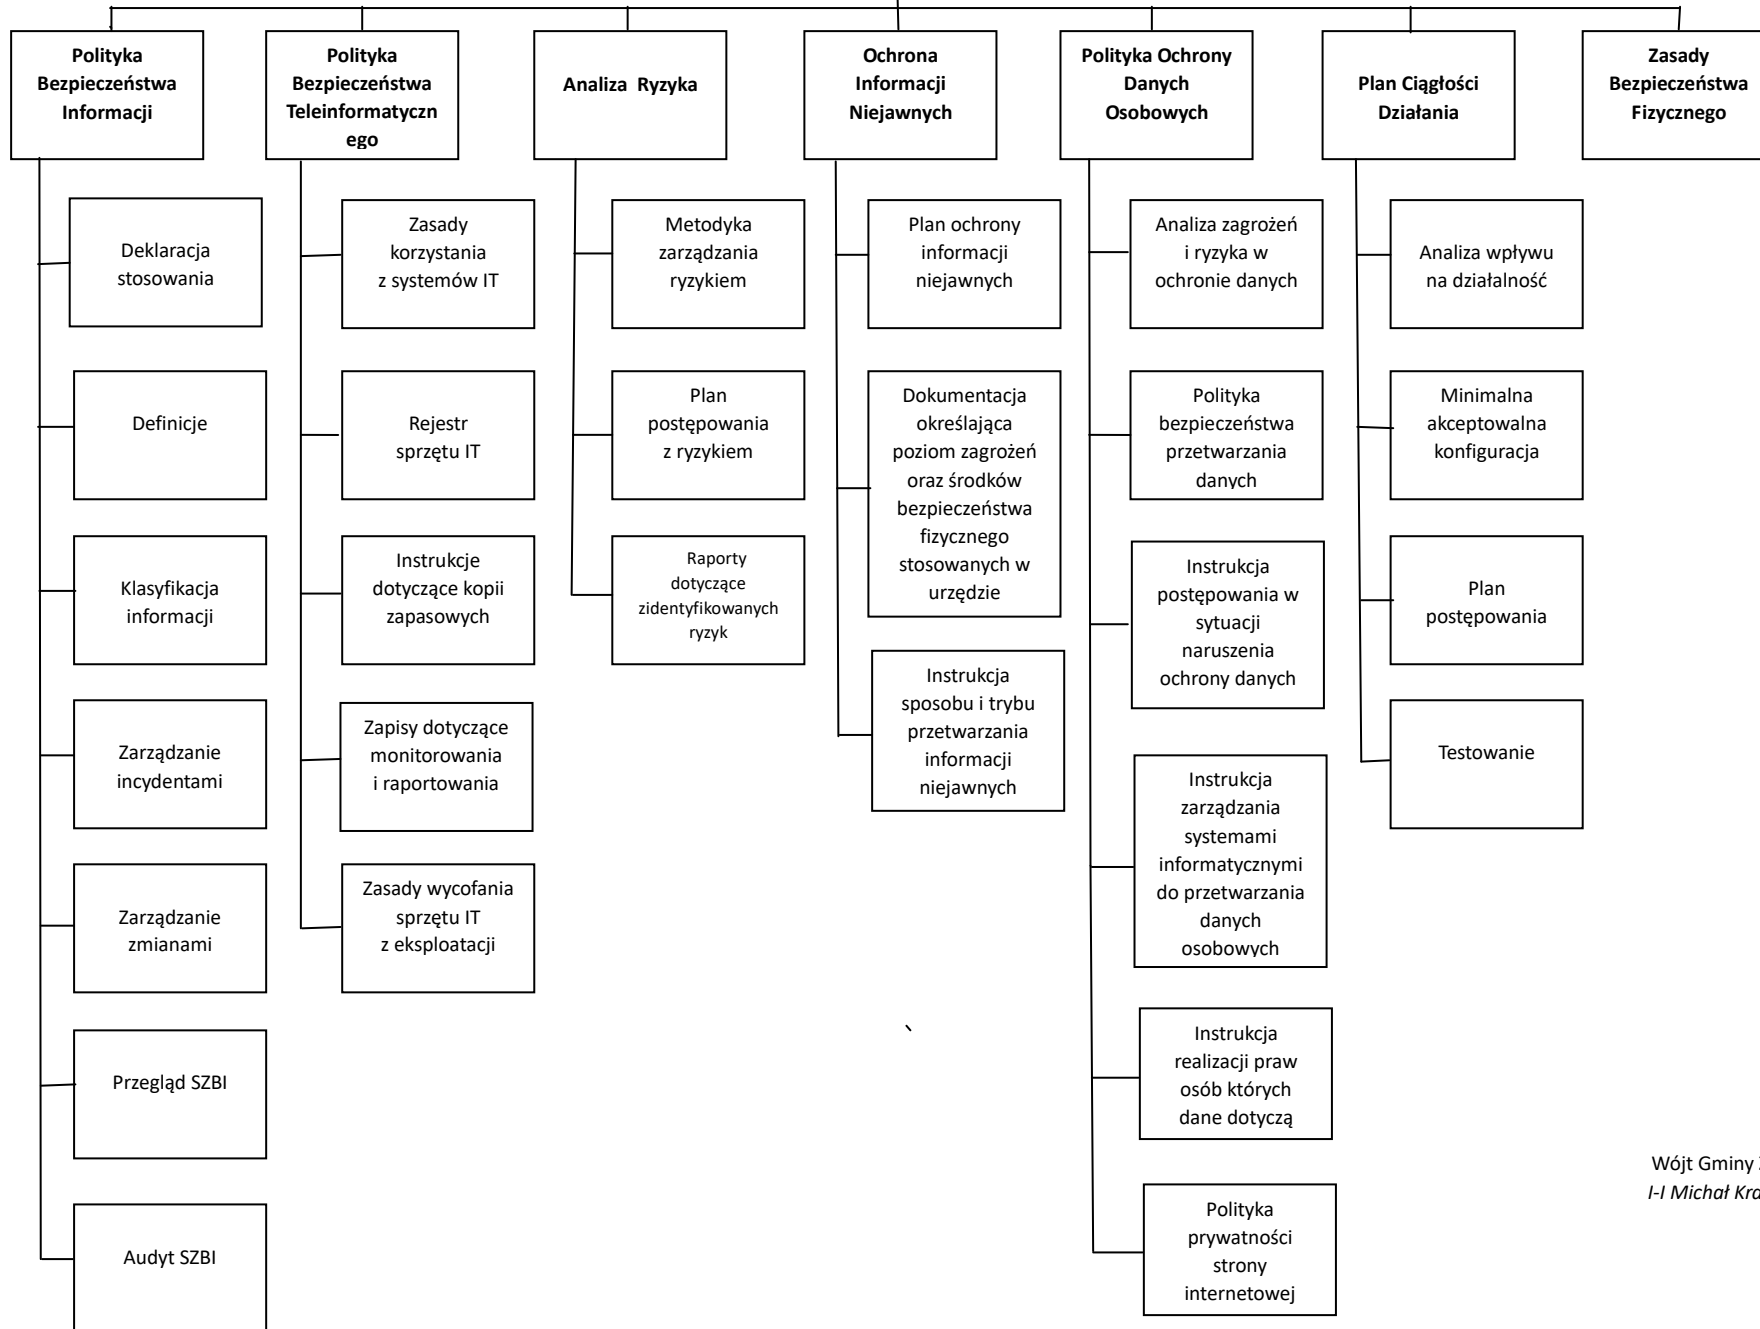 Polityka
Bezpieczeństwa
Informacji
Polityka
Bezpieczeństwa
Teleinformatyczn
ego
Analiza Ryzyka
Ochrona
Informacji
Niejawnych
Polityka Ochrony
Danych
Osobowych
Plan Ciągłości
Działania
Zasady
Bezpieczeństwa
Fizycznego
Deklaracja
stosowania
Definicje
Klasyfikacja
informacji
Zarządzanie
incydentami
Zarządzanie
zmianami
Przegląd SZBI
Audyt SZBI
Zasady
korzystania
z systemów IT
Rejestr
sprzętu IT
Instrukcje
dotyczące kopii
zapasowych
Zapisy dotyczące
monitorowania
i raportowania
Zasady wycofania
sprzętu IT
z eksploatacji
Metodyka
zarządzania
ryzykiem
Plan
postępowania
z ryzykiem
Raporty
dotyczące
zidentyfikowanych
ryzyk
Plan ochrony
informacji
niejawnych
Dokumentacja
określająca
poziom zagrożeń
oraz środków
bezpieczeństwa
fizycznego
stosowanych w
urzędzie
Instrukcja
sposobu i trybu
przetwarzania
informacji
niejawnych
Analiza zagrożeń
i ryzyka w
ochronie danych
Polityka
bezpieczeństwa
przetwarzania
danych
Instrukcja
postępowania w
sytuacji
naruszenia
ochrony danych
Instrukcja
zarządzania
systemami
informatycznymi
do przetwarzania
danych
osobowych
Instrukcja
realizacji praw
osób których
dane dotyczą
Polityka
prywatności
strony
internetowej
Analiza wpływu
na działalność
Minimalna
akceptowalna
konfiguracja
Plan
postępowania
Testowanie
`
Wójt Gminy
I-I Michał